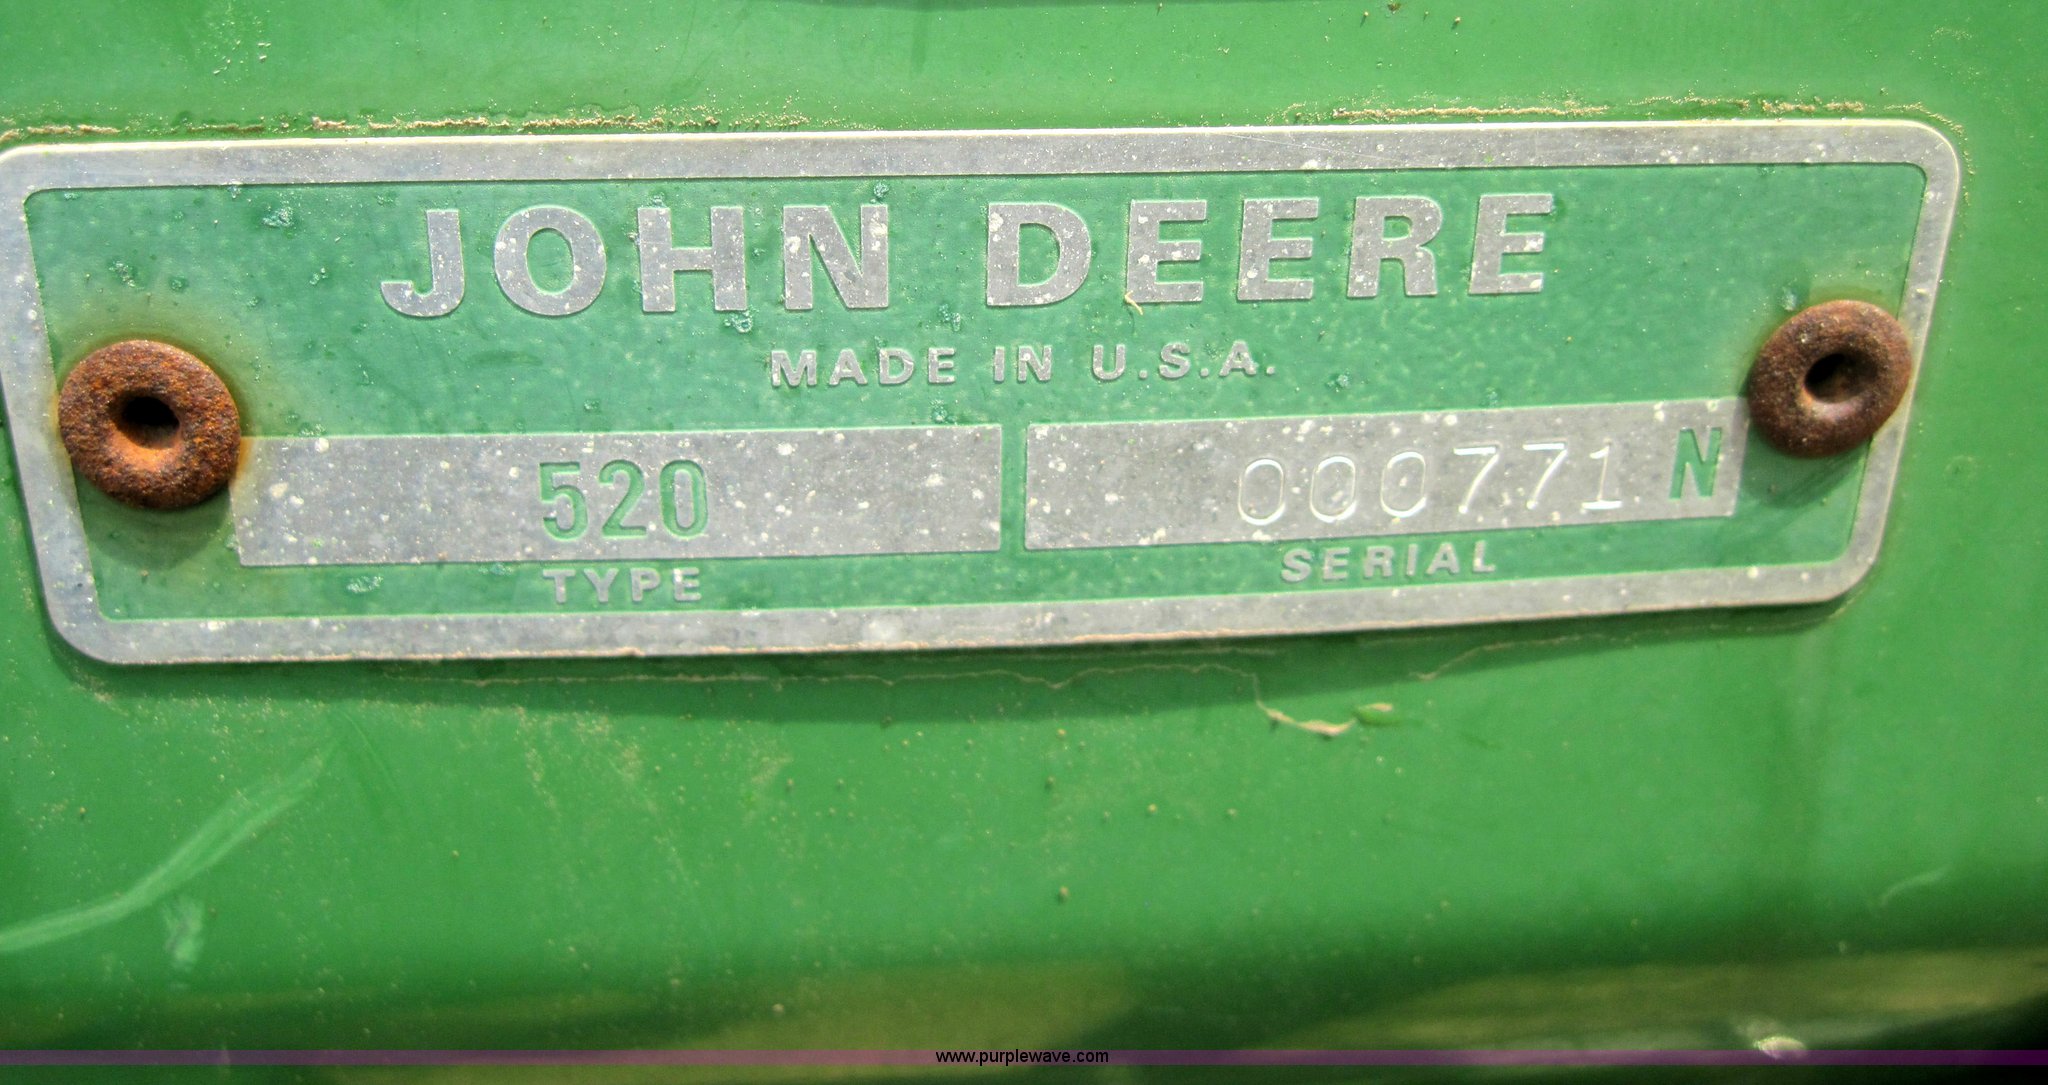 JOHN DEERE
MADE IN U.S.A.
520 000771 N
TYPE SERIAL
www.purplewave.com